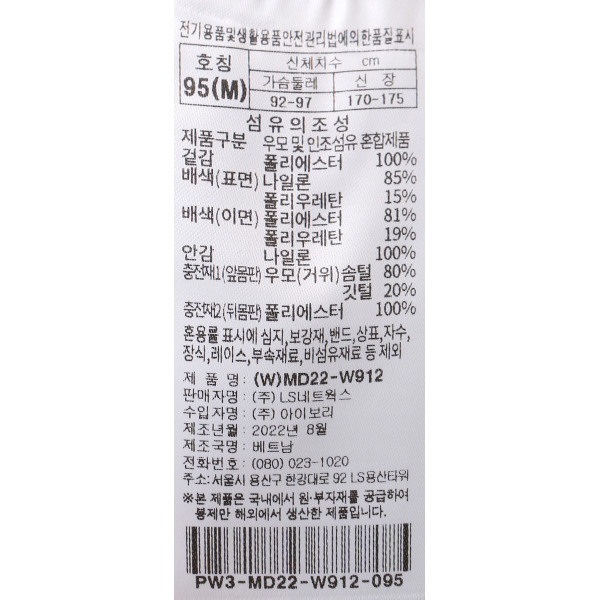 전기용품및생활용품안전관리법에의한품질표시
호칭 신체치수 cm
95(M) 가슴둘레 신 장
92-97 170-175
섬유의조성
제품구분 우모 및 인조섬유 혼합제품
겉감 폴리에스터 100%
배색(표면) 나일론 85%
폴리우레탄 15%
배색(이면) 폴리에스터 81%
폴리우레탄 19%
안감 나일론 100%
충전재1(앞몸판) 우모(거위) 솜털 80%
깃털 20%
충전재2(뒤몸판) 폴리에스터 100%
혼용률 표시에 심지,보강재,밴드,상표,자수,
장식,레이스,부속재료,비섬유재료 등 제외
제 품 명: (W)MD22-W912
판매자명: (주) LS네트웍스
수입자명: (주) 아이보리
제조년월: 2022년 8월
제조국명: 베트남
전화번호: (080) 023-1020
주소: 서울시 용산구 한강대로 92 LS용산타워
※본 제품은 국내에서 원·부자재를 공급하여
봉제만 해외에서 생산한 제품입니다.
PW3-MD22-W912-095